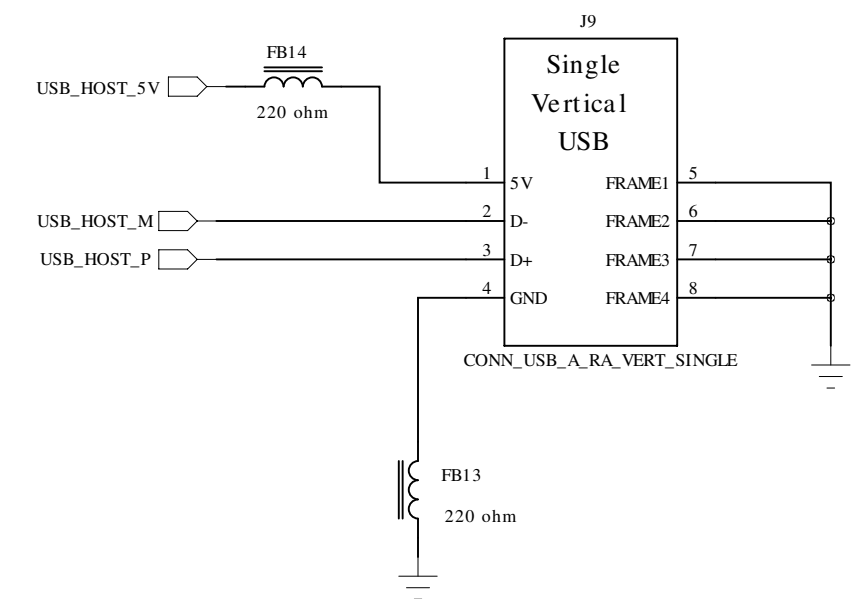 J9
FB14
USB_HOST_5V
220 ohm
Single
Vertical
USB
1
5V
FRAME1
5
USB_HOST_M
2
D-
FRAME2
6
USB_HOST_P
3
D+
FRAME3
7
4
GND
FRAME4
8
CONN_USB_A_RA_VERT_SINGLE
FB13
220 ohm